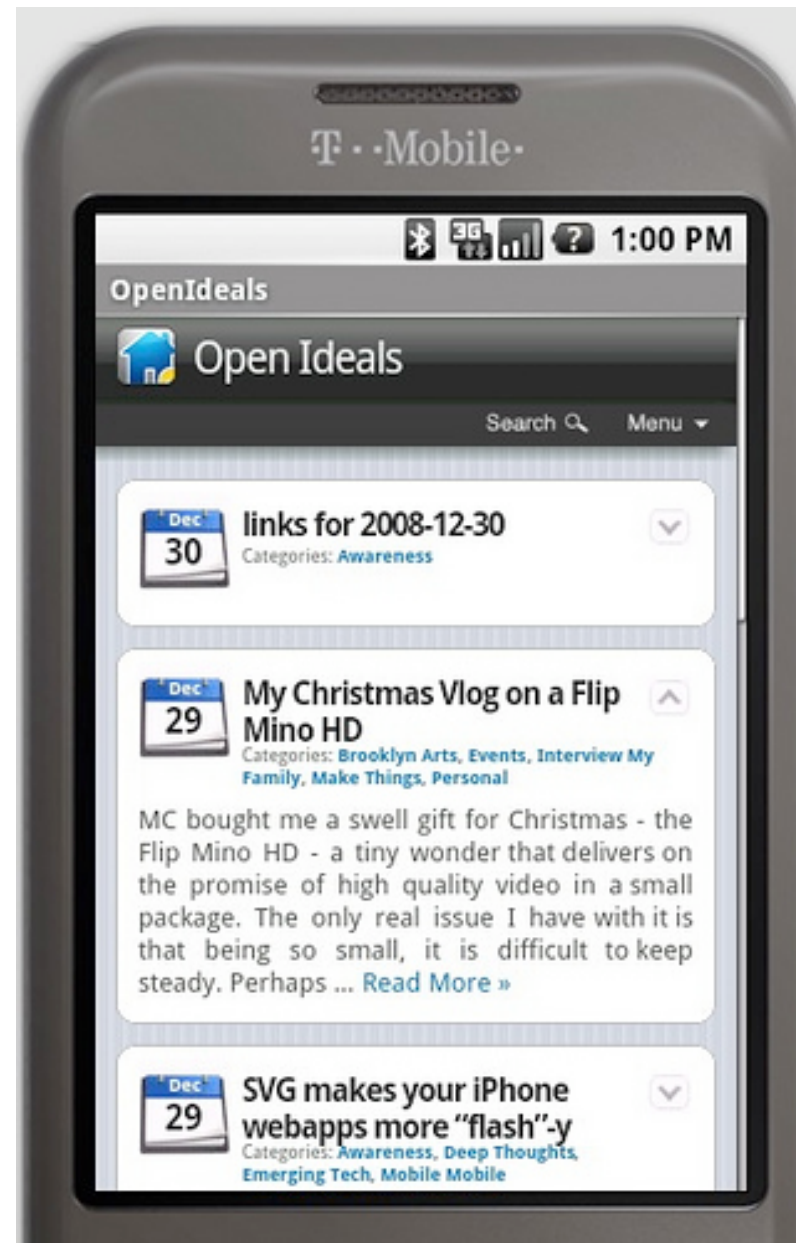 T··Mobile·
3G 1:00 PM
OpenIdeals
Open Ideals
Search Menu
Dec
30
links for 2008-12-30
Categories: Awareness
Dec
29
My Christmas Vlog on a Flip
Mino HD
Categories: Brooklyn Arts, Events, Interview My
Family, Make Things, Personal
MC bought me a swell gift for Christmas - the
Flip Mino HD - a tiny wonder that delivers on
the promise of high quality video in a small
package. The only real issue I have with it is
that being so small, it is difficult to keep
steady. Perhaps ... Read More »
Dec
29
SVG makes your iPhone
webapps more “flash”-y
Categories: Awareness, Deep Thoughts,
Emerging Tech, Mobile Mobile